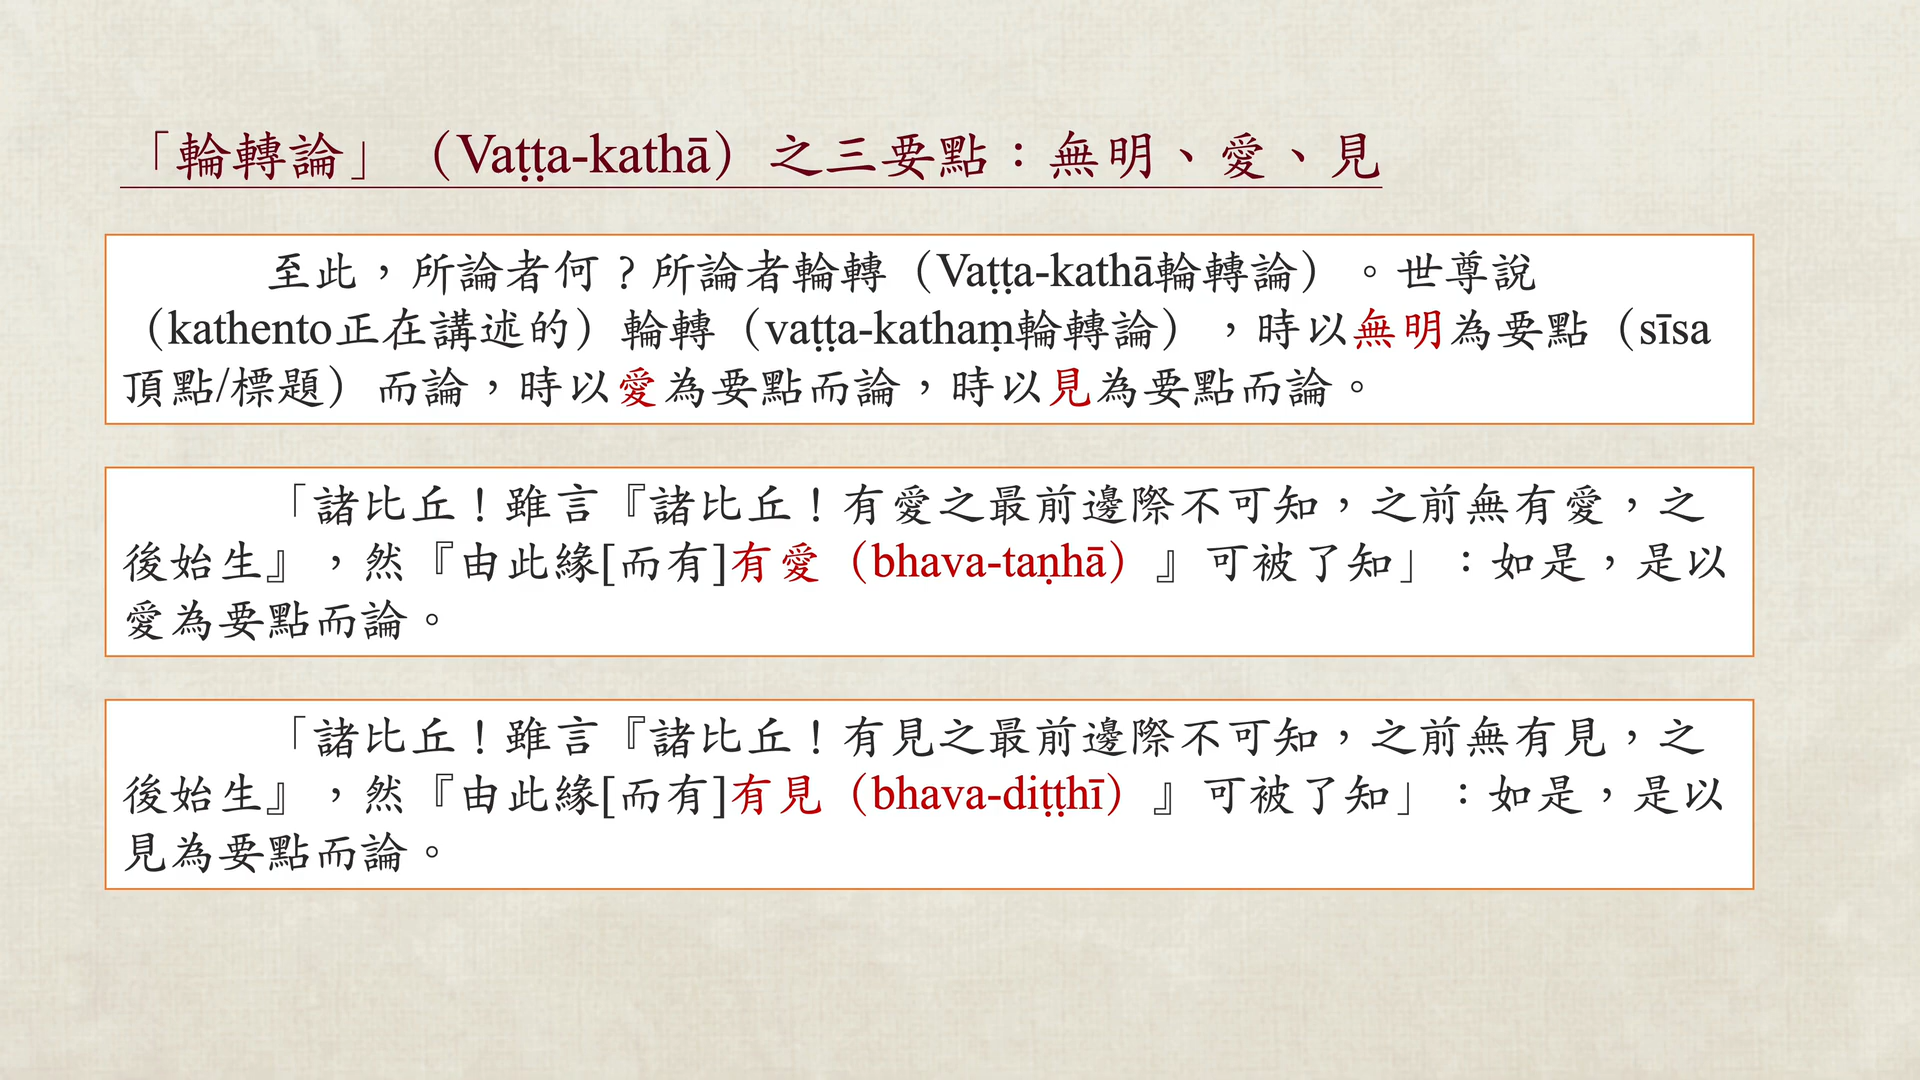 「輪轉論」（Vaṭṭa-kathā）之三要點：無明、愛、見
至此，所論者何？所論者輪轉（Vaṭṭa-kathā輪轉論）。世尊說
（kathento正在講述的）輪轉（vaṭṭa-kathaṃ輪轉論），時以無明為要點（sīsa
頂點/標題）而論，時以愛為要點而論，時以見為要點而論。
「諸比丘！雖言『諸比丘！有愛之最前邊際不可知，之前無有愛，之
後始生』，然『由此緣[而有]有愛（bhava-taṇhā）』可被了知」：如是，是以
愛為要點而論。
「諸比丘！雖言『諸比丘！有見之最前邊際不可知，之前無有見，之
後始生』，然『由此緣[而有]有見（bhava-diṭṭhī）』可被了知」：如是，是以
見為要點而論。